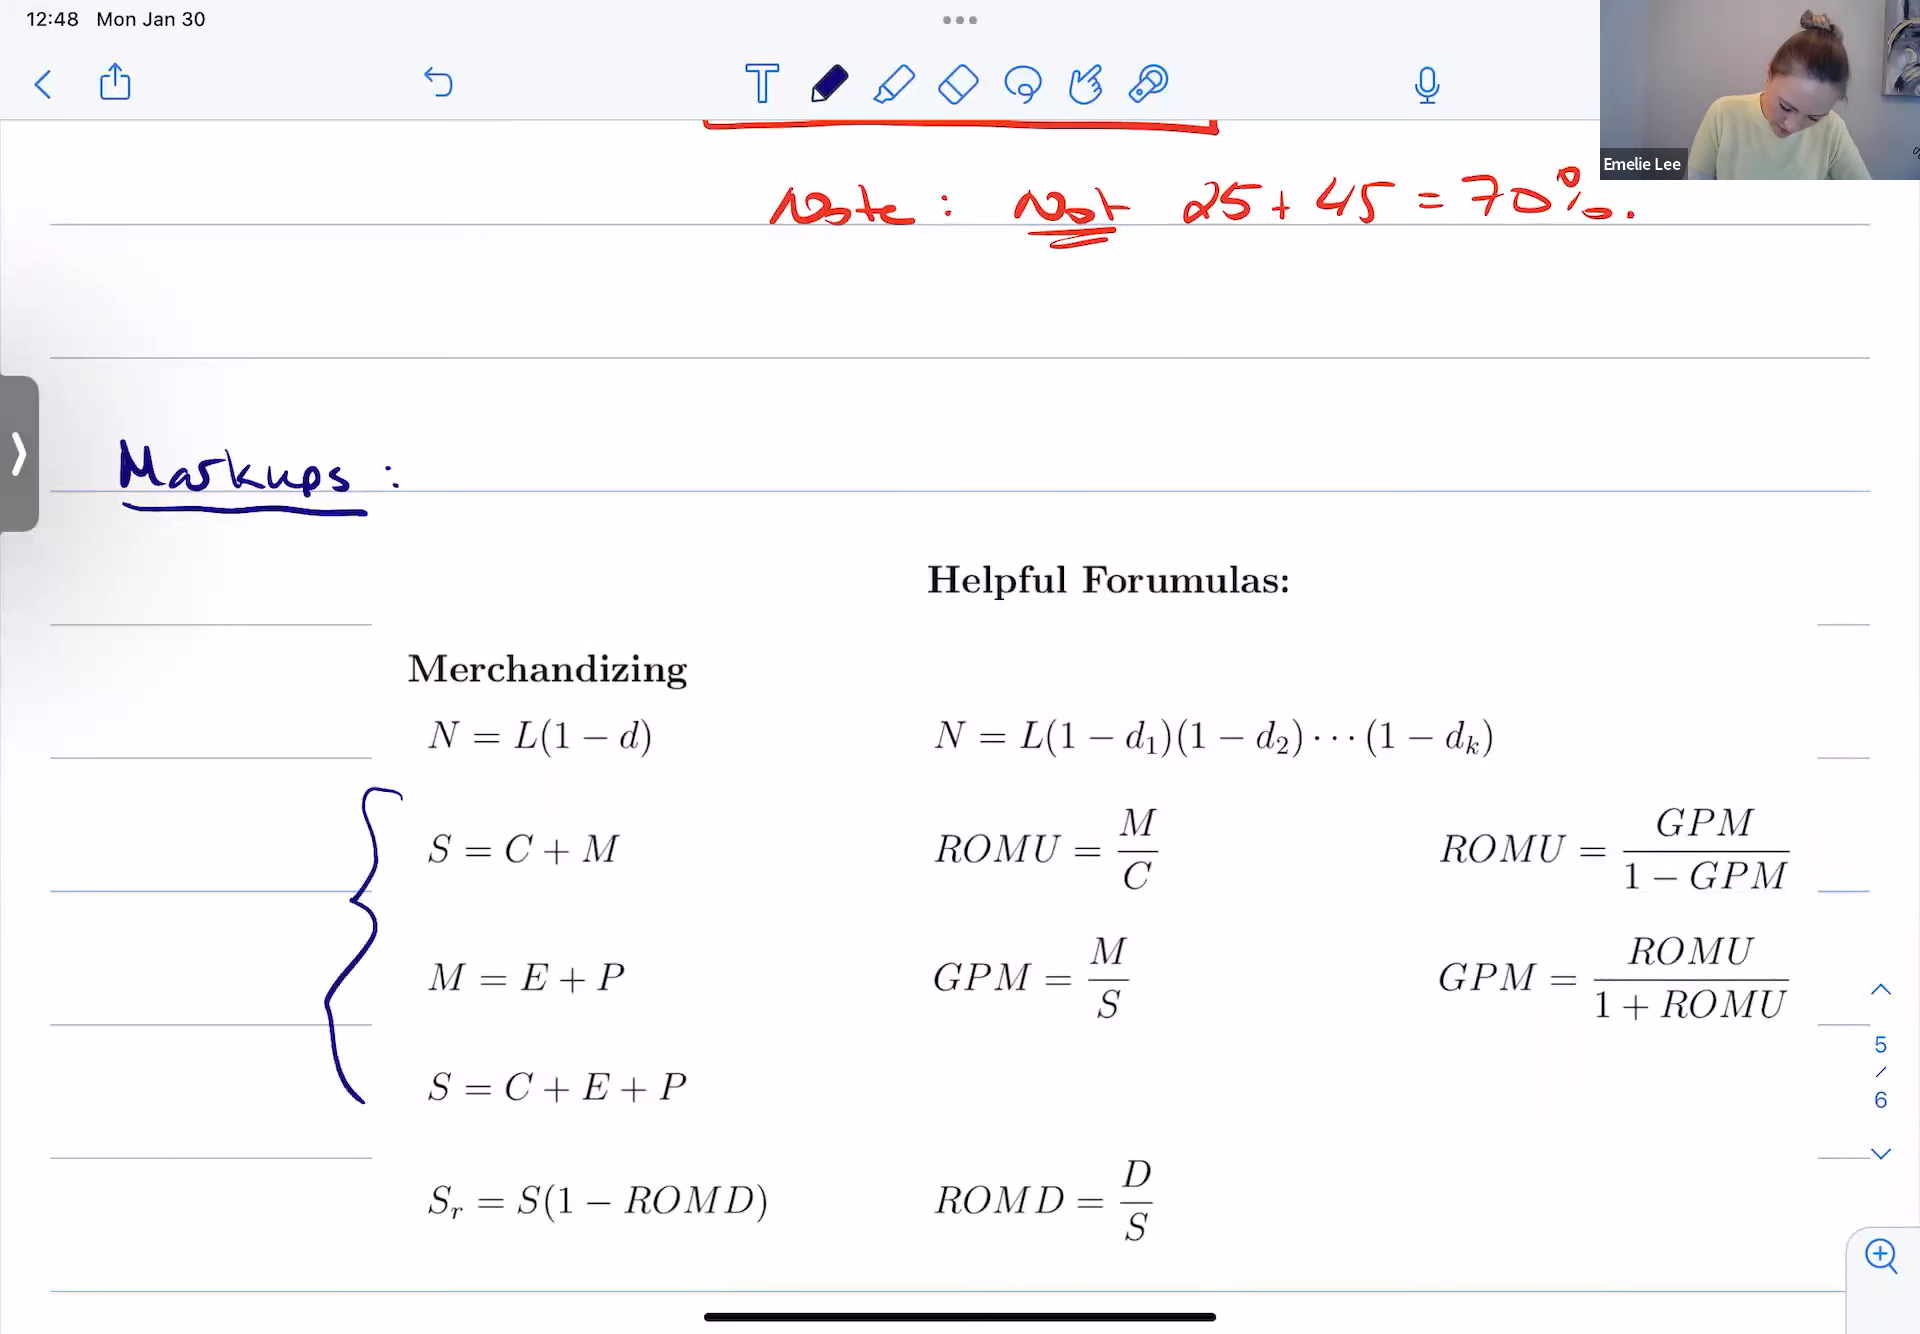 12:48 Mon Jan 30
Emelie Lee
Note : Not 25 + 45 = 70%.
Markups :
Helpful Forumulas:
Merchandizing
N = L(1 − d) N = L(1 − d₁)(1 − d₂) · · · (1 − dₖ)
S = C + M ROMU = M/C ROMU = GPM/(1 − GPM)
M = E + P GPM = M/S GPM = ROMU/(1 + ROMU)
S = C + E + P
Sᵣ = S(1 − ROMD) ROMD = D/S
5
/
6